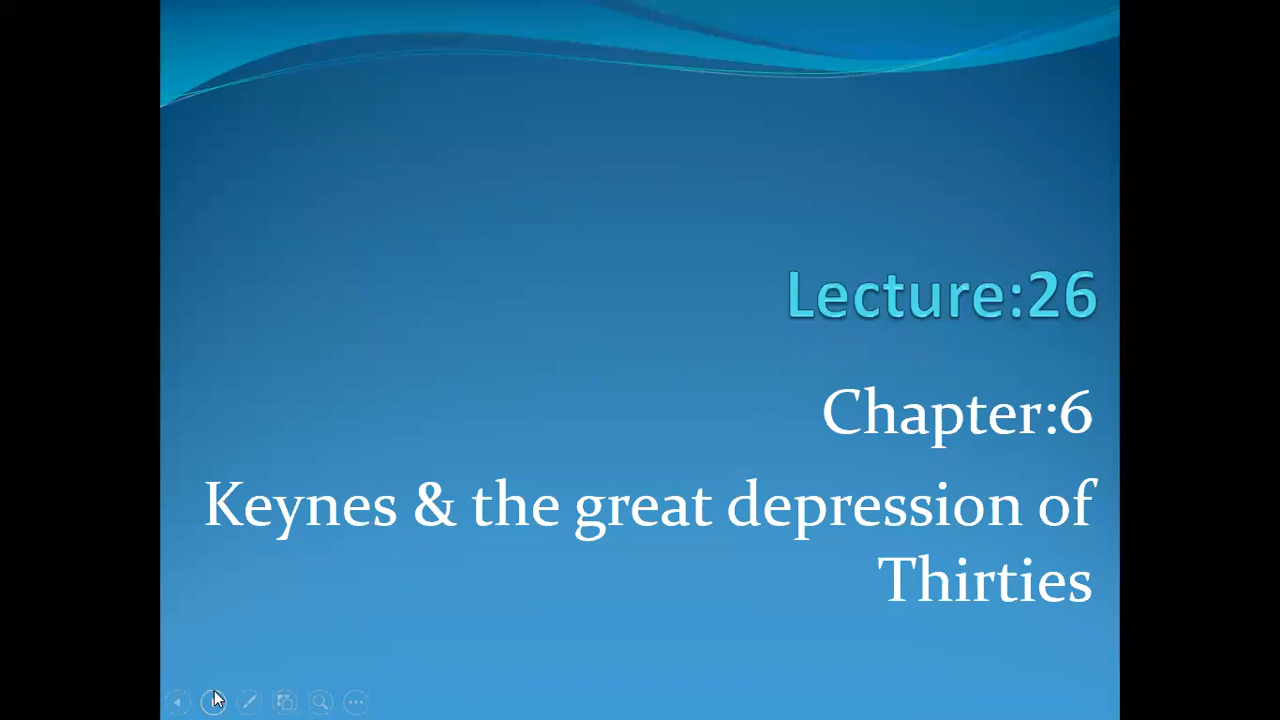 Lecture:26
Chapter:6
Keynes & the great depression of
Thirties